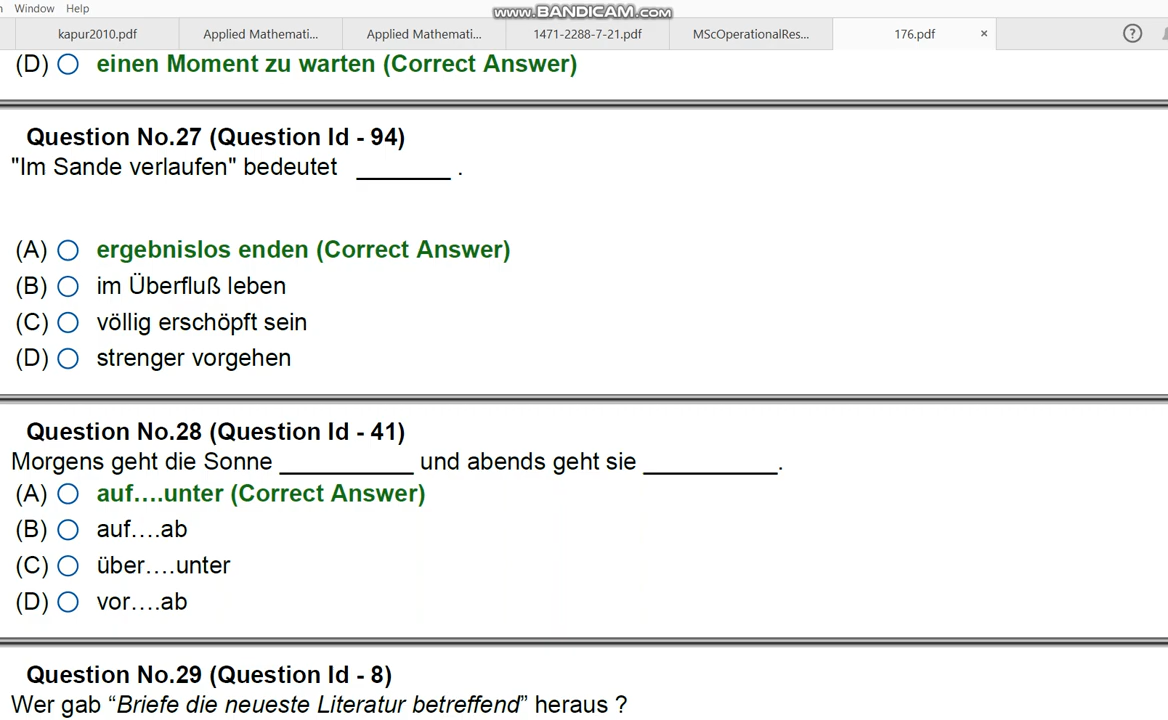 Window Help
www.BANDICAM.com
kapur2010.pdf Applied Mathemati... Applied Mathemati... 1471-2288-7-21.pdf MScOperationalRes... 176.pdf × ?
(D) einen Moment zu warten (Correct Answer)
Question No.27 (Question Id - 94)
"Im Sande verlaufen" bedeutet _______ .
(A) ergebnislos enden (Correct Answer)
(B) im Überfluß leben
(C) völlig erschöpft sein
(D) strenger vorgehen
Question No.28 (Question Id - 41)
Morgens geht die Sonne __________ und abends geht sie __________.
(A) auf....unter (Correct Answer)
(B) auf....ab
(C) über....unter
(D) vor....ab
Question No.29 (Question Id - 8)
Wer gab “Briefe die neueste Literatur betreffend” heraus ?